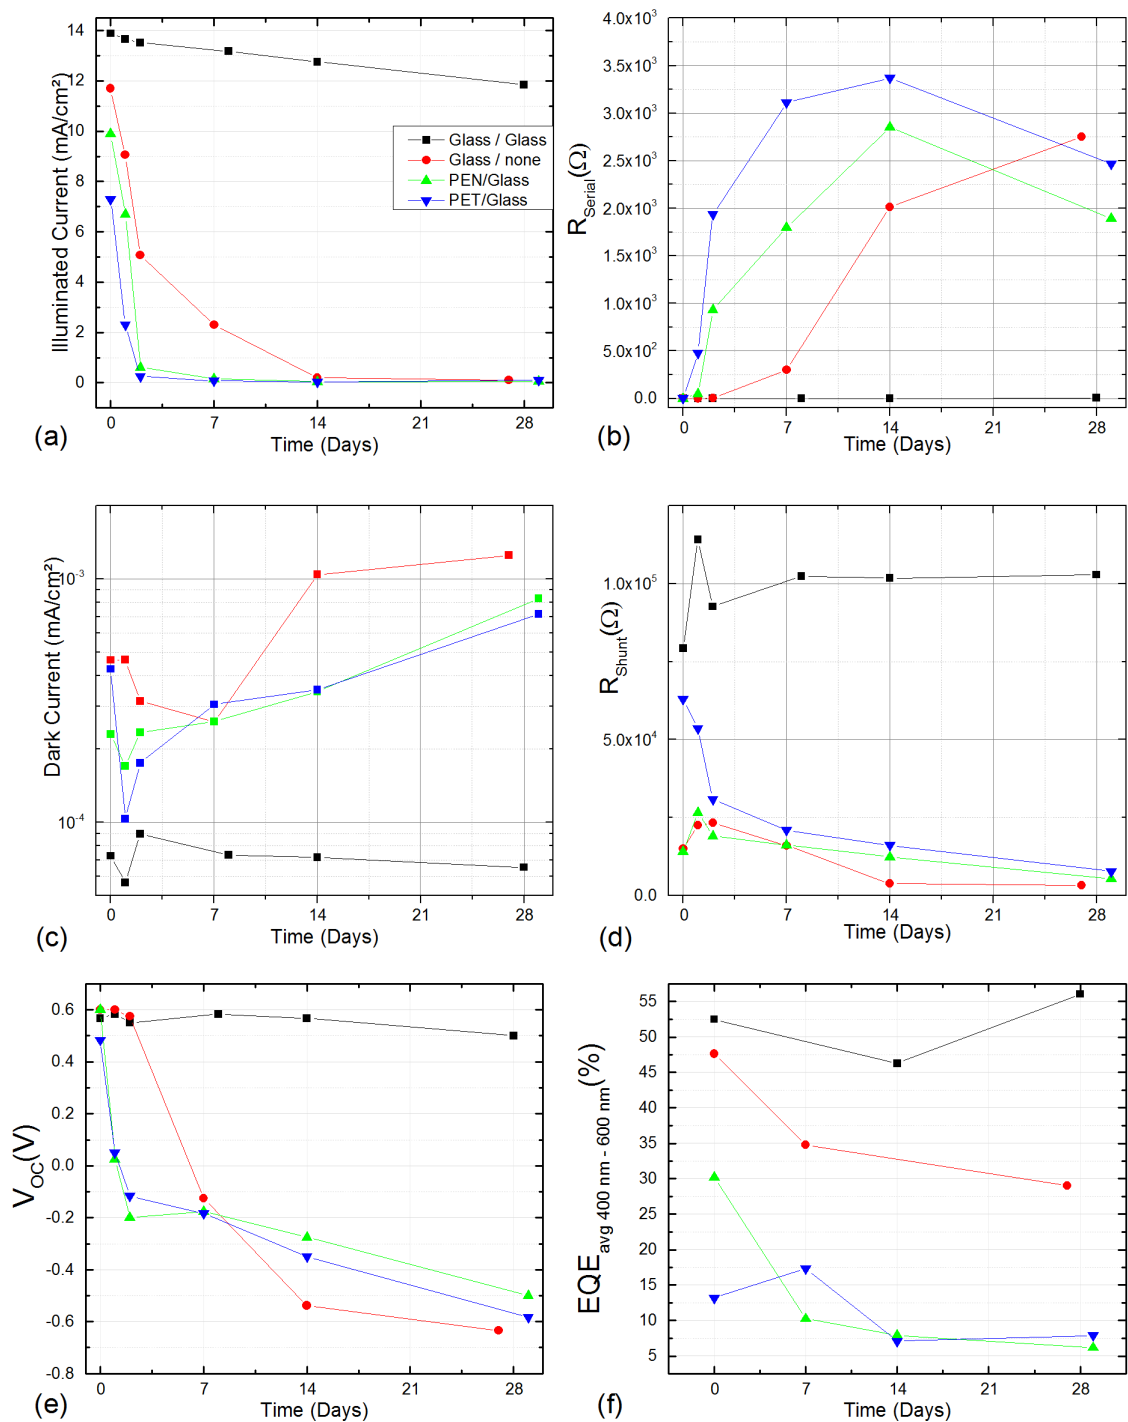 14
12
10
8
6
4
2
0
Illuminated Current (mA/cm²)
Glass / Glass
Glass / none
PEN/Glass
PET/Glass
0 7 14 21 28
Time (Days)
(a)
4.0x10³
3.5x10³
3.0x10³
2.5x10³
2.0x10³
1.5x10³
1.0x10³
5.0x10²
0.0
R_Serial(Ω)
0 7 14 21 28
Time (Days)
(b)
10⁻³
10⁻⁴
Dark Current (mA/cm²)
0 7 14 21 28
Time (Days)
(c)
1.0x10⁵
5.0x10⁴
0.0
R_Shunt(Ω)
0 7 14 21 28
Time (Days)
(d)
0.6
0.4
0.2
0.0
-0.2
-0.4
-0.6
-0.8
V_OC(V)
0 7 14 21 28
Time (Days)
(e)
55
50
45
40
35
30
25
20
15
10
5
EQE_avg 400 nm - 600 nm(%)
0 7 14 21 28
Time (Days)
(f)